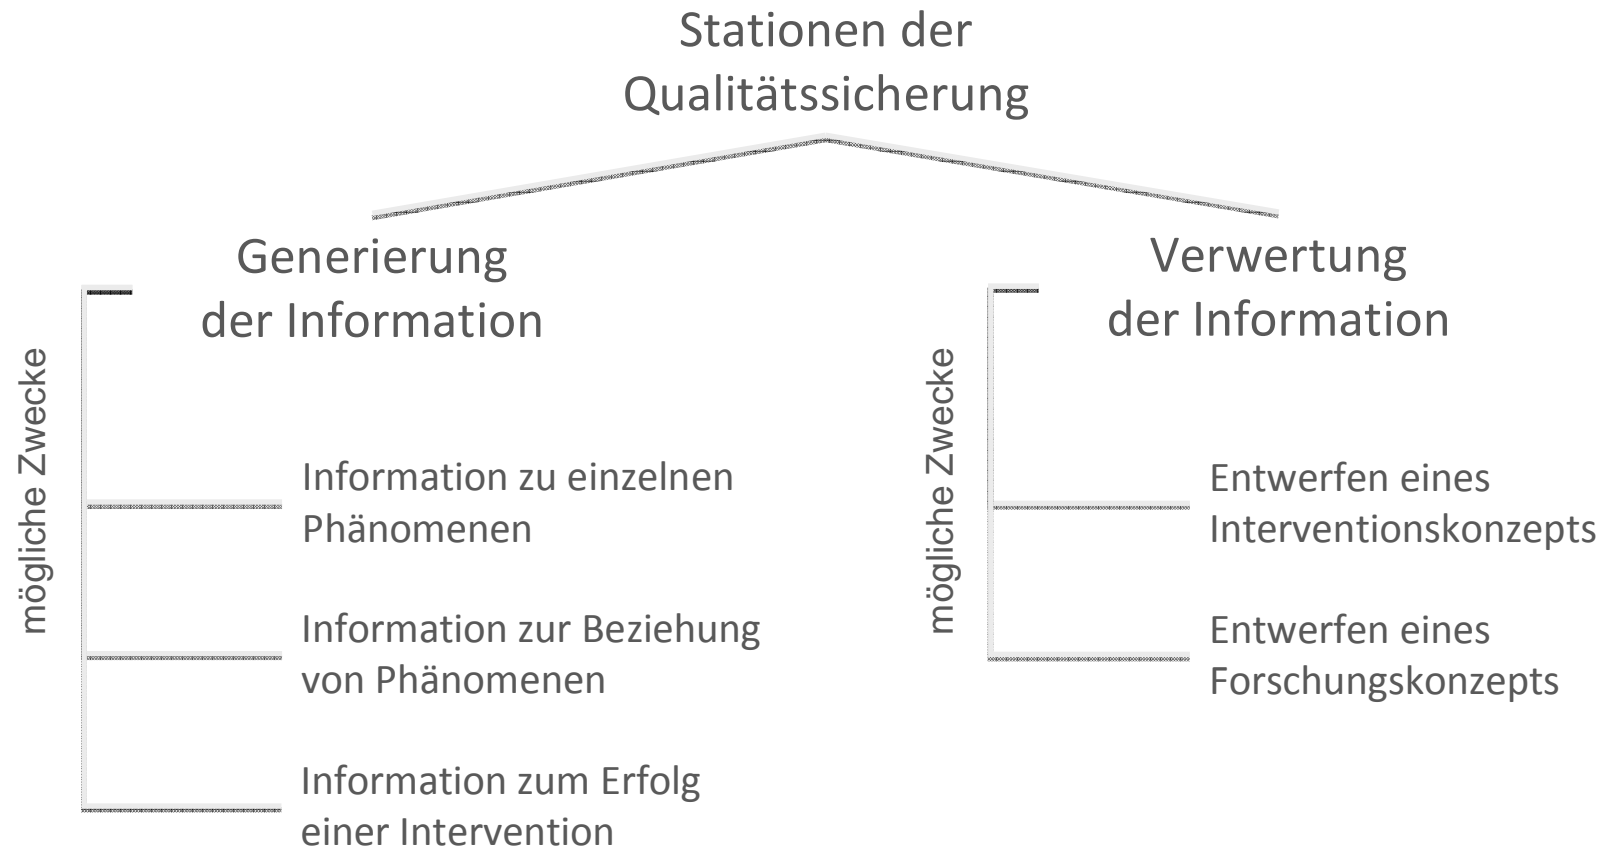 Stationen der
Qualitätssicherung
Generierung
der Information
mögliche Zwecke
Information zu einzelnen
Phänomenen
Information zur Beziehung
von Phänomenen
Information zum Erfolg
einer Intervention
Verwertung
der Information
mögliche Zwecke
Entwerfen eines
Interventionskonzepts
Entwerfen eines
Forschungskonzepts